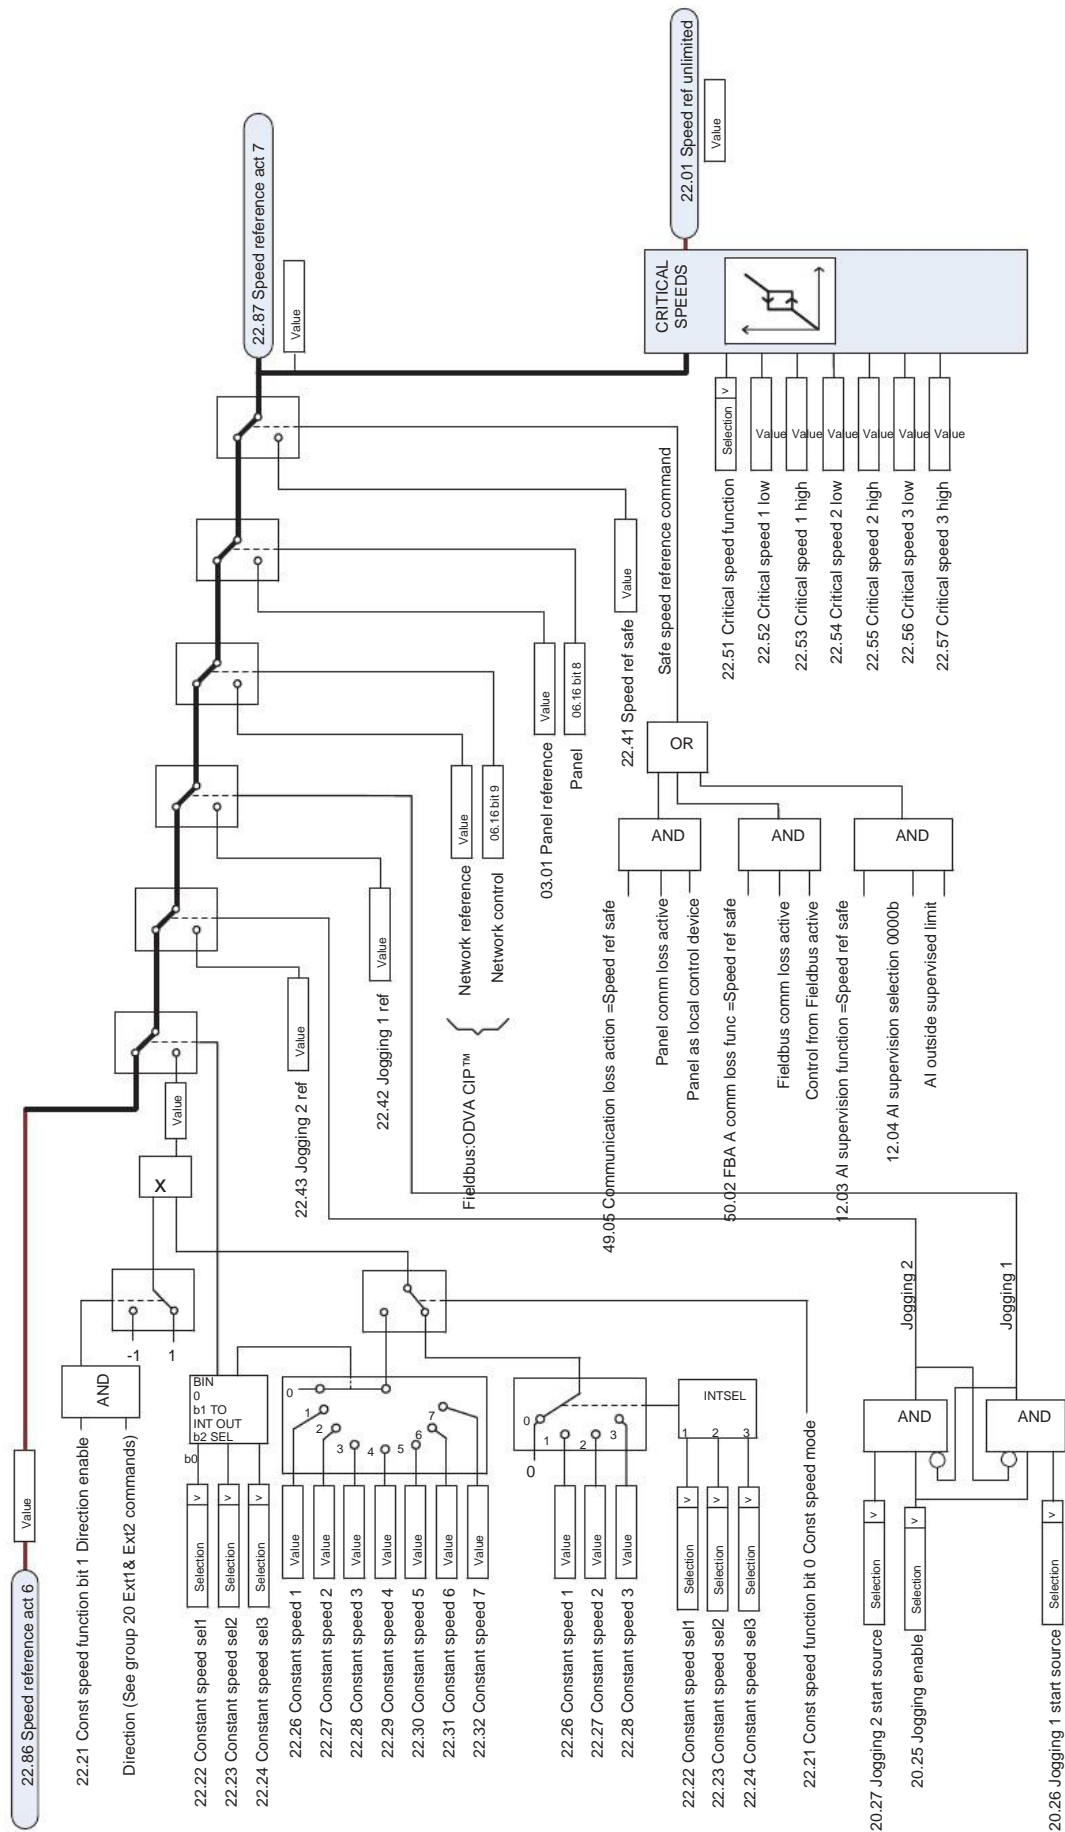 22.86 Speed reference act 6
Value
22.21 Const speed function bit 1 Direction enable
Direction (See group 20 Ext1& Ext2 commands)
AND
-1
1
X
Value
22.22 Constant speed sel1
Selection
v
22.23 Constant speed sel2
Selection
v
22.24 Constant speed sel3
Selection
v
b0
BIN
0
b1 TO
INT OUT
b2 SEL
22.26 Constant speed 1
Value
22.27 Constant speed 2
Value
22.28 Constant speed 3
Value
22.29 Constant speed 4
Value
22.30 Constant speed 5
Value
22.31 Constant speed 6
Value
22.32 Constant speed 7
Value
0
1
2
3
4
5
6
7
22.26 Constant speed 1
Value
22.27 Constant speed 2
Value
22.28 Constant speed 3
Value
0
0
1
2
3
22.22 Constant speed sel1
Selection
v
22.23 Constant speed sel2
Selection
v
22.24 Constant speed sel3
Selection
v
1
2
3
INTSEL
22.21 Const speed function bit 0 Const speed mode
20.27 Jogging 2 start source
Selection
v
20.25 Jogging enable
Selection
v
20.26 Jogging 1 start source
Selection
v
AND
AND
Jogging 2
Jogging 1
22.43 Jogging 2 ref
Value
22.42 Jogging 1 ref
Value
Fieldbus:ODVA CIP™
Network reference
Value
Network control
06.16 bit 9
03.01 Panel reference
Value
Panel
06.16 bit 8
22.41 Speed ref safe
Value
Safe speed reference command
49.05 Communication loss action =Speed ref safe
Panel comm loss active
Panel as local control device
AND
50.02 FBA A comm loss func =Speed ref safe
Fieldbus comm loss active
Control from Fieldbus active
AND
12.03 AI supervision function =Speed ref safe
12.04 AI supervision selection 0000b
AI outside supervised limit
AND
OR
22.87 Speed reference act 7
Value
22.51 Critical speed function
Selection
v
22.52 Critical speed 1 low
Value
22.53 Critical speed 1 high
Value
22.54 Critical speed 2 low
Value
22.55 Critical speed 2 high
Value
22.56 Critical speed 3 low
Value
22.57 Critical speed 3 high
Value
CRITICAL
SPEEDS
22.01 Speed ref unlimited
Value